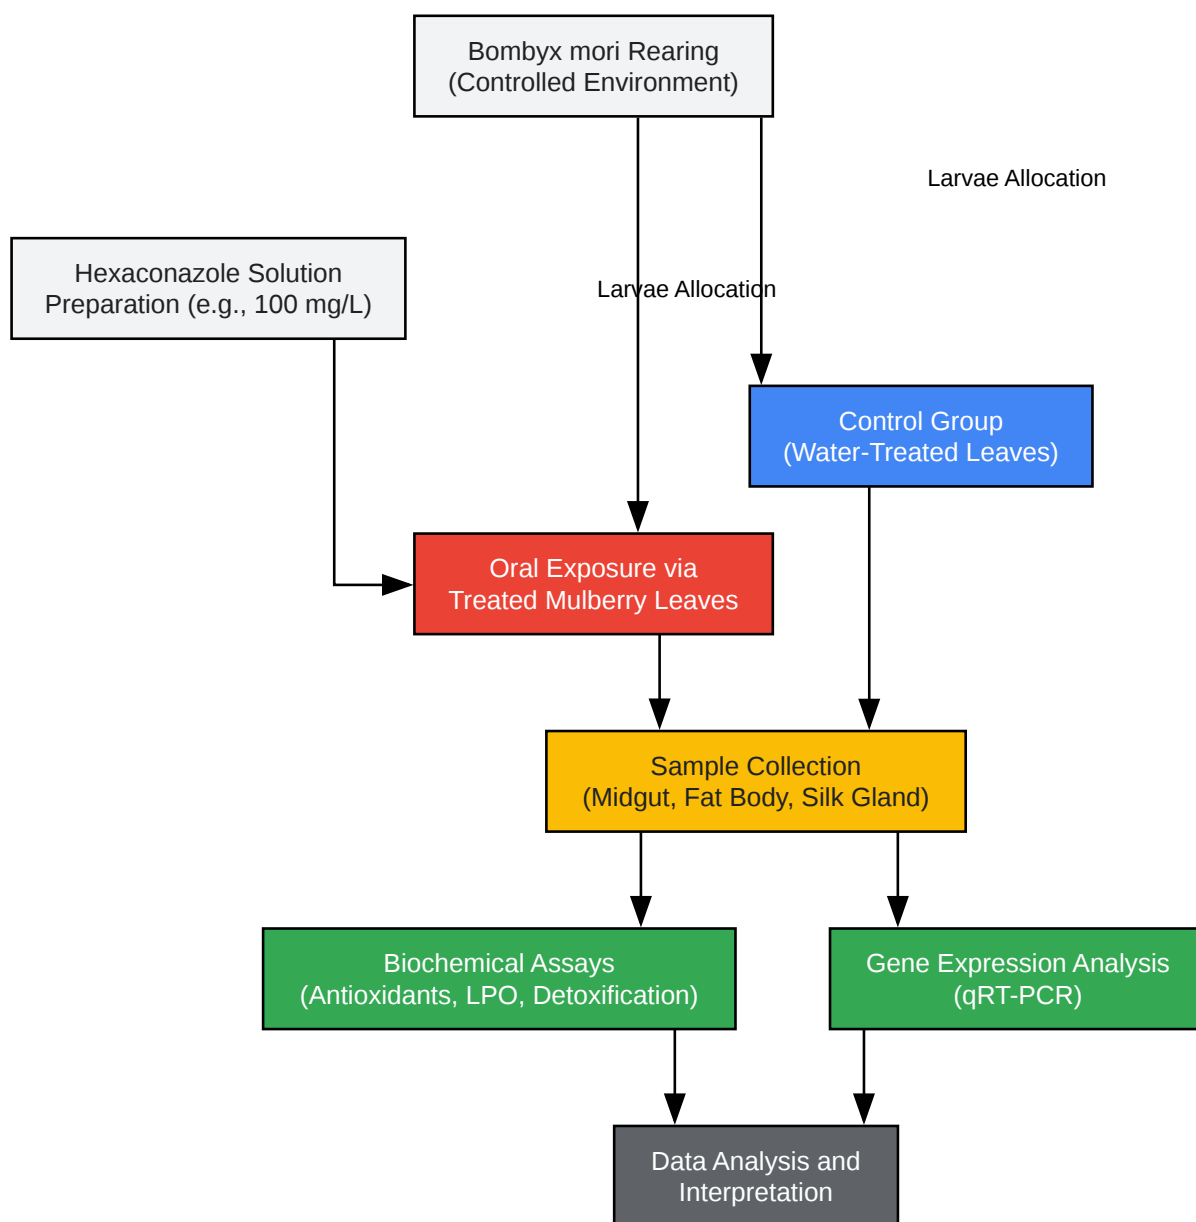 Bombyx mori Rearing
(Controlled Environment)
Larvae Allocation
Hexaconazole Solution
Preparation (e.g., 100 mg/L)
Larvae Allocation
Control Group
(Water-Treated Leaves)
Oral Exposure via
Treated Mulberry Leaves
Sample Collection
(Midgut, Fat Body, Silk Gland)
Biochemical Assays
(Antioxidants, LPO, Detoxification)
Gene Expression Analysis
(qRT-PCR)
Data Analysis and
Interpretation